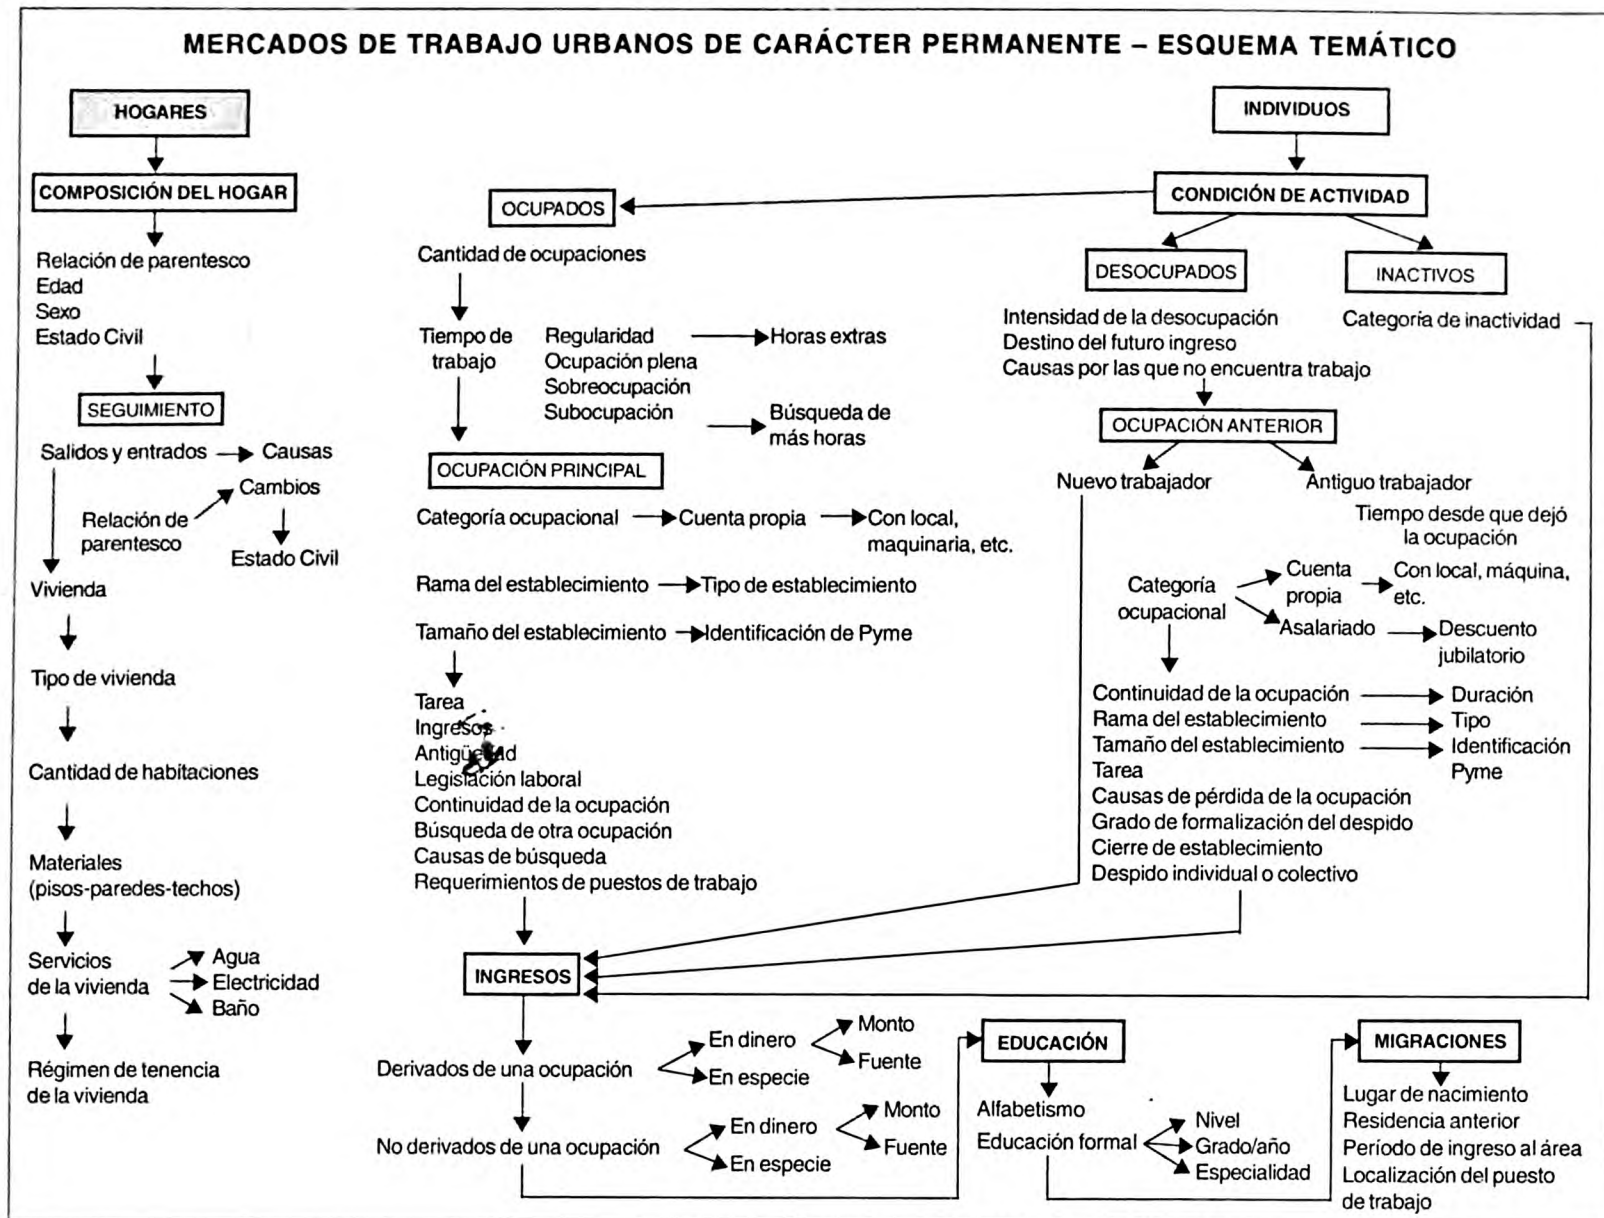 MERCADOS DE TRABAJO URBANOS DE CARÁCTER PERMANENTE – ESQUEMA TEMÁTICO
HOGARES
COMPOSICIÓN DEL HOGAR
Relación de parentesco
Edad
Sexo
Estado Civil
SEGUIMIENTO
Salidos y entrados
Causas
Cambios
Relación de
parentesco
Estado Civil
Vivienda
Tipo de vivienda
Cantidad de habitaciones
Materiales
(pisos-paredes-techos)
Servicios
de la vivienda
Agua
Electricidad
Baño
Régimen de tenencia
de la vivienda
INDIVIDUOS
CONDICIÓN DE ACTIVIDAD
OCUPADOS
Cantidad de ocupaciones
Tiempo de
trabajo
Regularidad
Ocupación plena
Sobreocupación
Subocupación
Horas extras
Búsqueda de
más horas
OCUPACIÓN PRINCIPAL
Categoría ocupacional
Cuenta propia
Con local,
maquinaria, etc.
Rama del establecimiento
Tipo de establecimiento
Tamaño del establecimiento
Identificación de Pyme
Tarea
Ingresos
Antigüedad
Legislación laboral
Continuidad de la ocupación
Búsqueda de otra ocupación
Causas de búsqueda
Requerimientos de puestos de trabajo
DESOCUPADOS
Intensidad de la desocupación
Destino del futuro ingreso
Causas por las que no encuentra trabajo
OCUPACIÓN ANTERIOR
Nuevo trabajador
Antiguo trabajador
Tiempo desde que dejó
la ocupación
Categoría
ocupacional
Cuenta
propia
Con local, máquina,
etc.
Asalariado
Descuento
jubilatorio
Continuidad de la ocupación
Duración
Rama del establecimiento
Tipo
Tamaño del establecimiento
Identificación
Pyme
Tarea
Causas de pérdida de la ocupación
Grado de formalización del despido
Cierre de establecimiento
Despido individual o colectivo
INACTIVOS
Categoría de inactividad
INGRESOS
Derivados de una ocupación
En dinero
Monto
Fuente
En especie
No derivados de una ocupación
En dinero
Monto
Fuente
En especie
EDUCACIÓN
Alfabetismo
Educación formal
Nivel
Grado/año
Especialidad
MIGRACIONES
Lugar de nacimiento
Residencia anterior
Período de ingreso al área
Localización del puesto
de trabajo